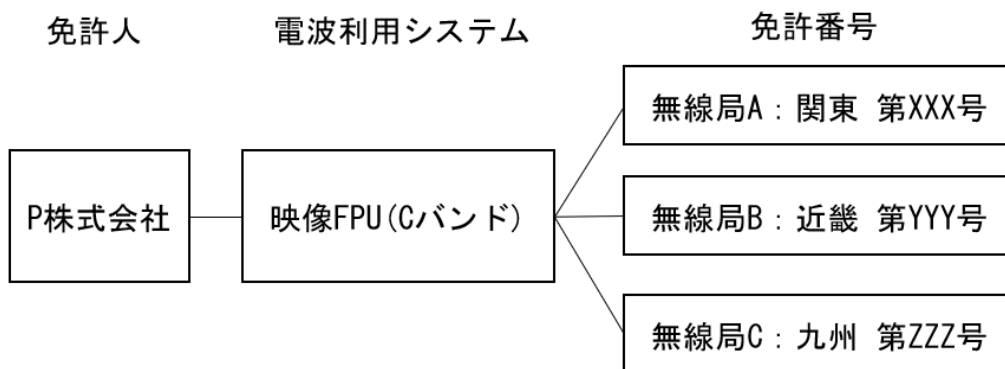 免許人
電波利用システム
免許番号
P株式会社
映像FPU(Cバンド)
無線局A：関東 第XXX号
無線局B：近畿 第YYY号
無線局C：九州 第ZZZ号